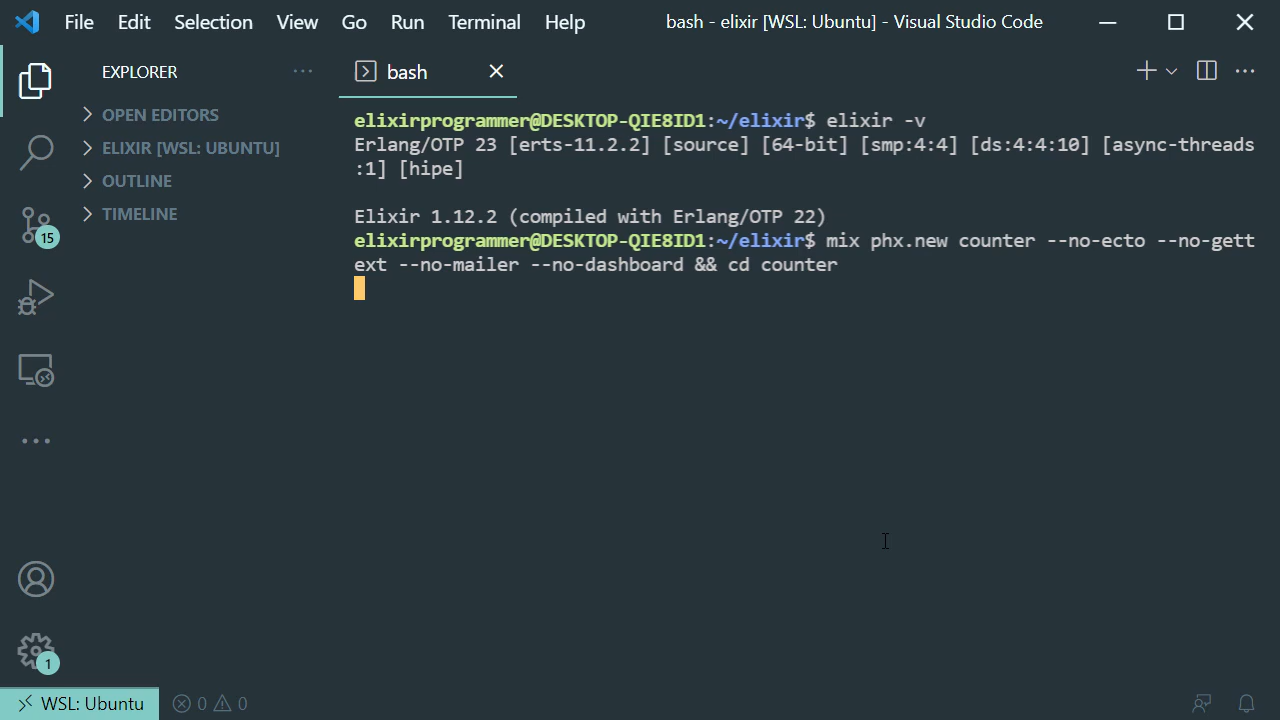 File Edit Selection View Go Run Terminal Help bash - elixir [WSL: Ubuntu] - Visual Studio Code
EXPLORER
bash
OPEN EDITORS
ELIXIR [WSL: UBUNTU]
OUTLINE
TIMELINE
15
1
elixirprogrammer@DESKTOP-QIE8ID1:~/elixir$ elixir -v
Erlang/OTP 23 [erts-11.2.2] [source] [64-bit] [smp:4:4] [ds:4:4:10] [async-threads
:1] [hipe]
Elixir 1.12.2 (compiled with Erlang/OTP 22)
elixirprogrammer@DESKTOP-QIE8ID1:~/elixir$ mix phx.new counter --no-ecto --no-gett
ext --no-mailer --no-dashboard && cd counter
WSL: Ubuntu 0 0